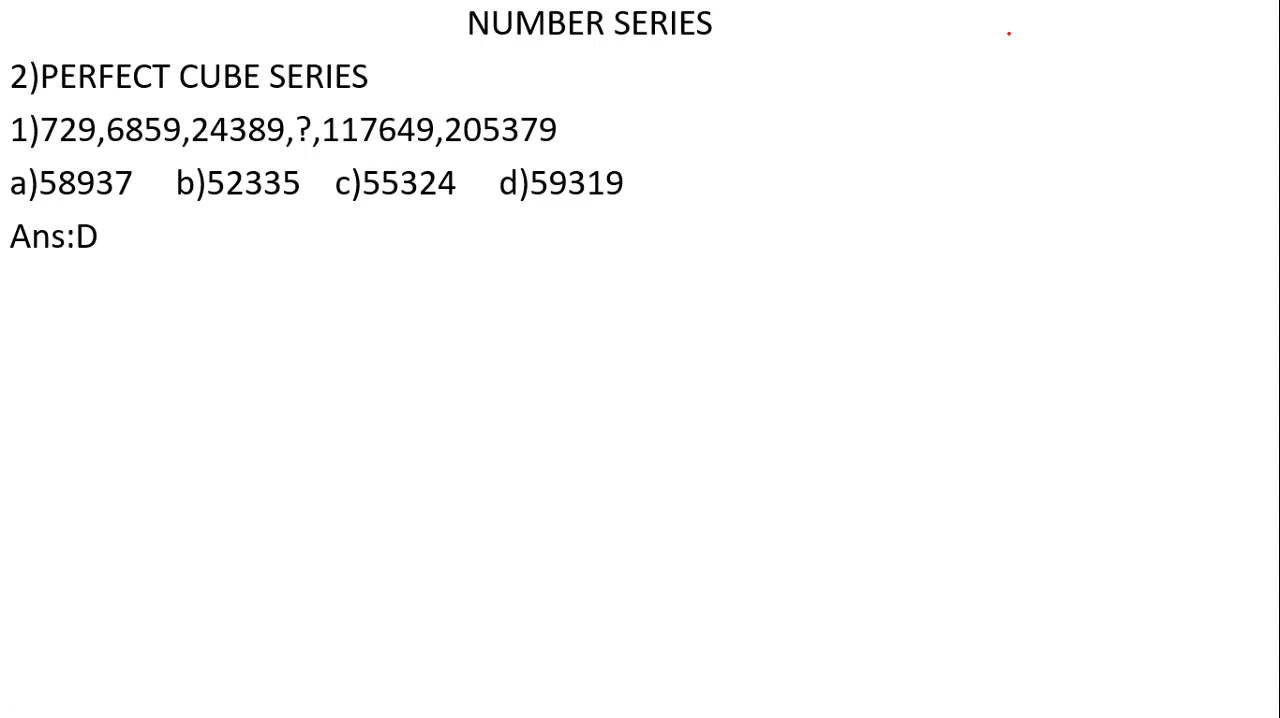 NUMBER SERIES
2)PERFECT CUBE SERIES
1)729,6859,24389,?,117649,205379
a)58937 b)52335 c)55324 d)59319
Ans:D